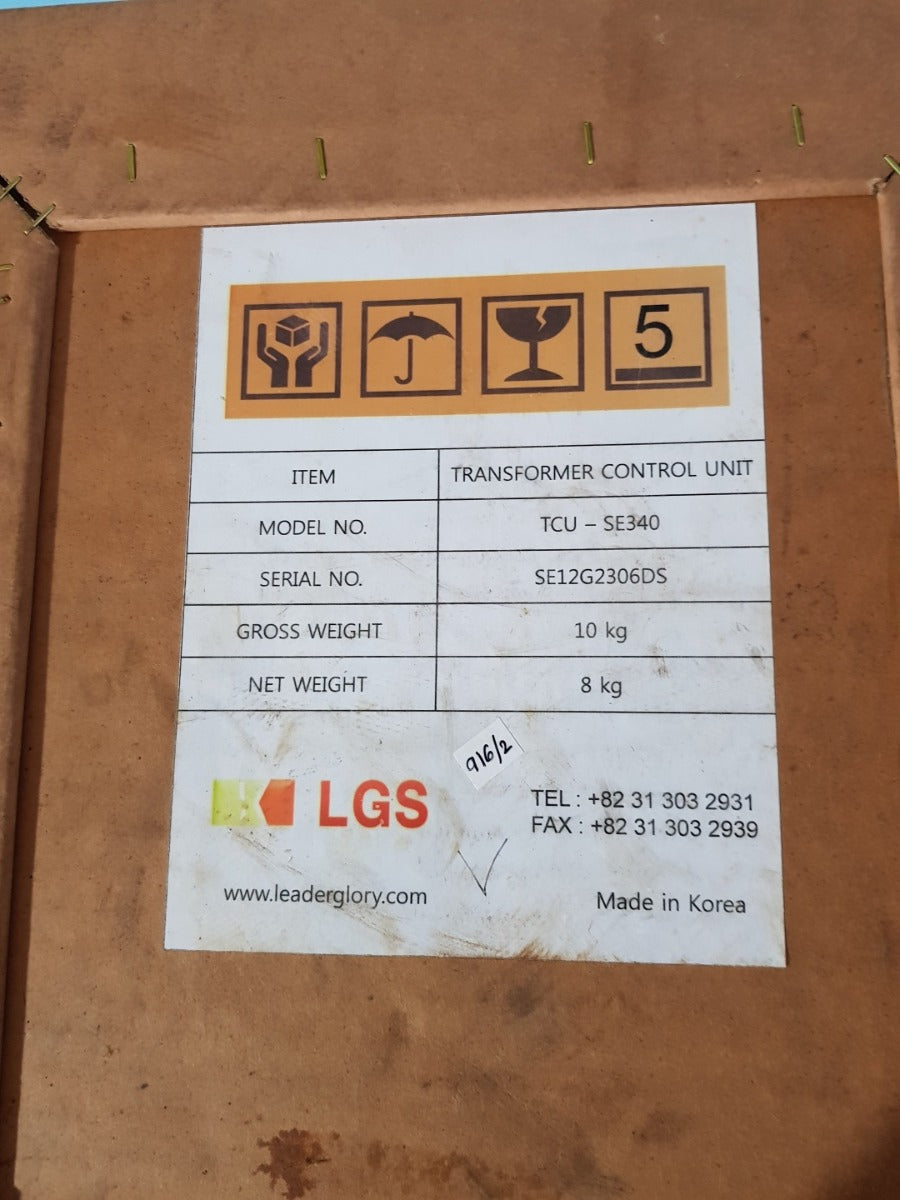 5
ITEM TRANSFORMER CONTROL UNIT
MODEL NO. TCU – SE340
SERIAL NO. SE12G2306DS
GROSS WEIGHT 10 kg
NET WEIGHT 8 kg
916/2
LGS
TEL : +82 31 303 2931
FAX : +82 31 303 2939
www.leaderglory.com
Made in Korea